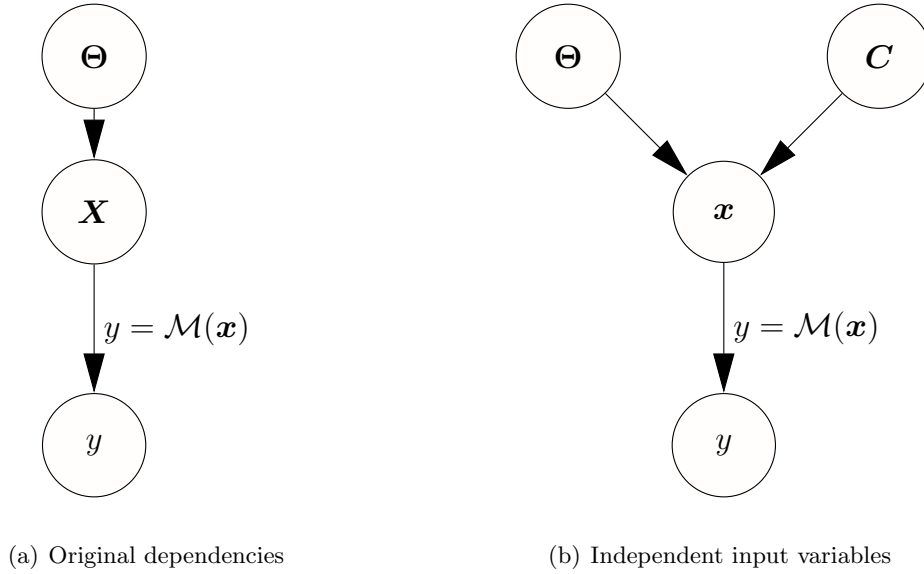 Θ
X
y = M(x)
y
(a) Original dependencies
Θ
C
x
y = M(x)
y
(b) Independent input variables